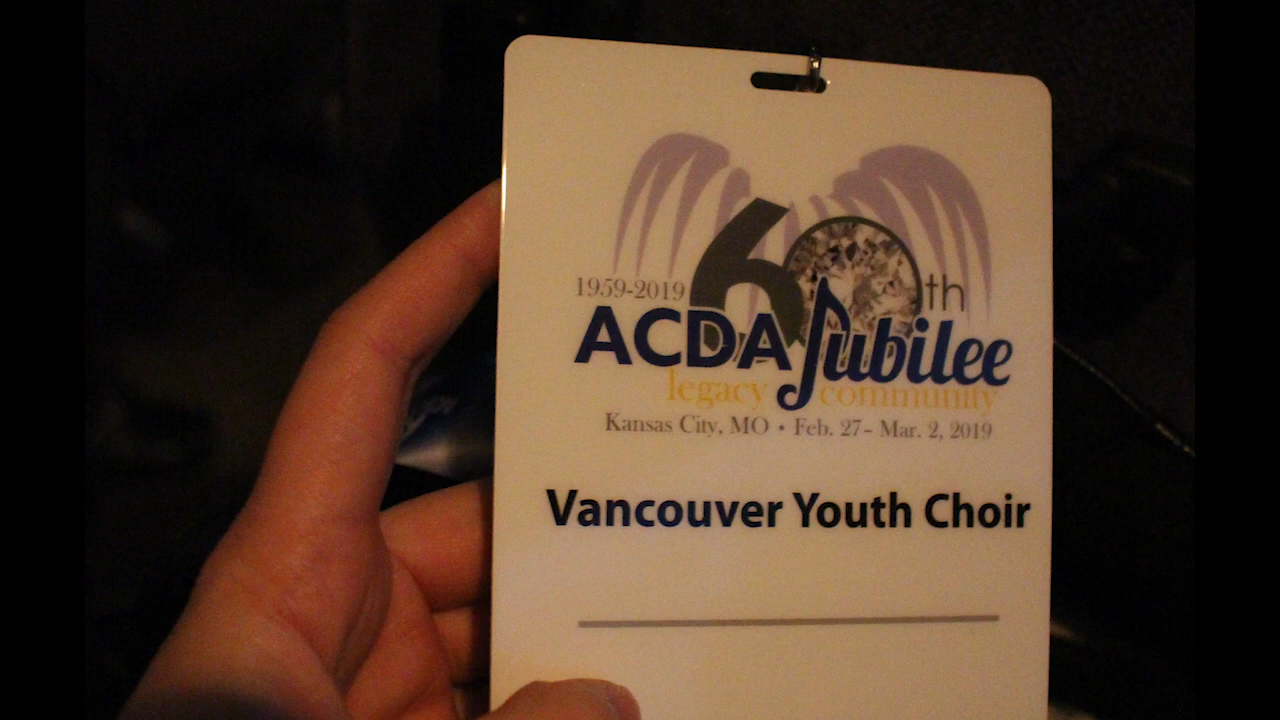 60th
1959-2019
ACDA Jubilee
legacy community
Kansas City, MO • Feb. 27– Mar. 2, 2019
Vancouver Youth Choir